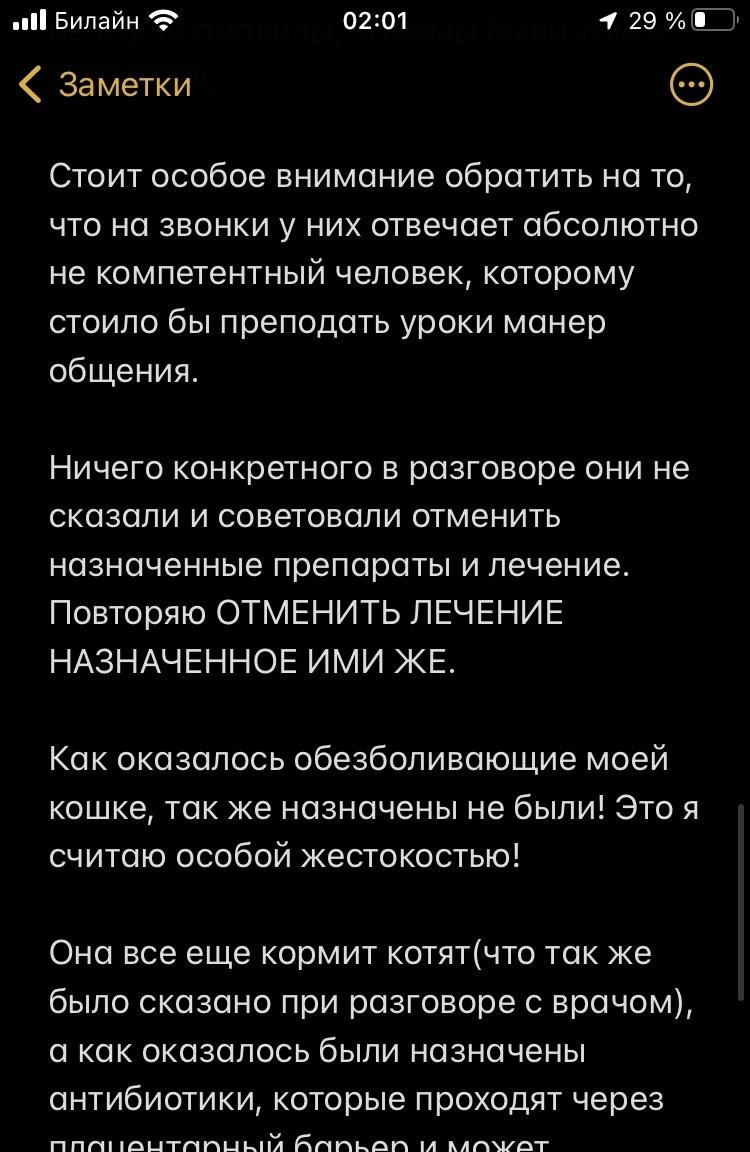 Билайн 02:01 29 %
Заметки
Стоит особое внимание обратить на то,
что на звонки у них отвечает абсолютно
не компетентный человек, которому
стоило бы преподать уроки манер
общения.
Ничего конкретного в разговоре они не
сказали и советовали отменить
назначенные препараты и лечение.
Повторяю ОТМЕНИТЬ ЛЕЧЕНИЕ
НАЗНАЧЕННОЕ ИМИ ЖЕ.
Как оказалось обезболивающие моей
кошке, так же назначены не были! Это я
считаю особой жестокостью!
Она все еще кормит котят(что так же
было сказано при разговоре с врачом),
а как оказалось были назначены
антибиотики, которые проходят через
плацентарный барьер и может